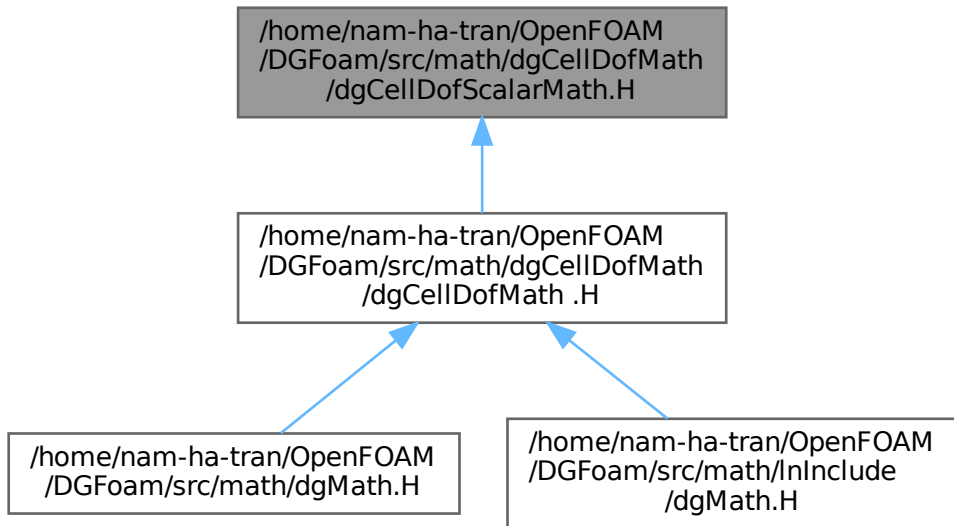 /home/nam-ha-tran/OpenFOAM
/DGFoam/src/math/dgCellDofMath
/dgCellDofScalarMath.H
/home/nam-ha-tran/OpenFOAM
/DGFoam/src/math/dgCellDofMath
/dgCellDofMath .H
/home/nam-ha-tran/OpenFOAM
/DGFoam/src/math/dgMath.H
/home/nam-ha-tran/OpenFOAM
/DGFoam/src/math/lnInclude
/dgMath.H